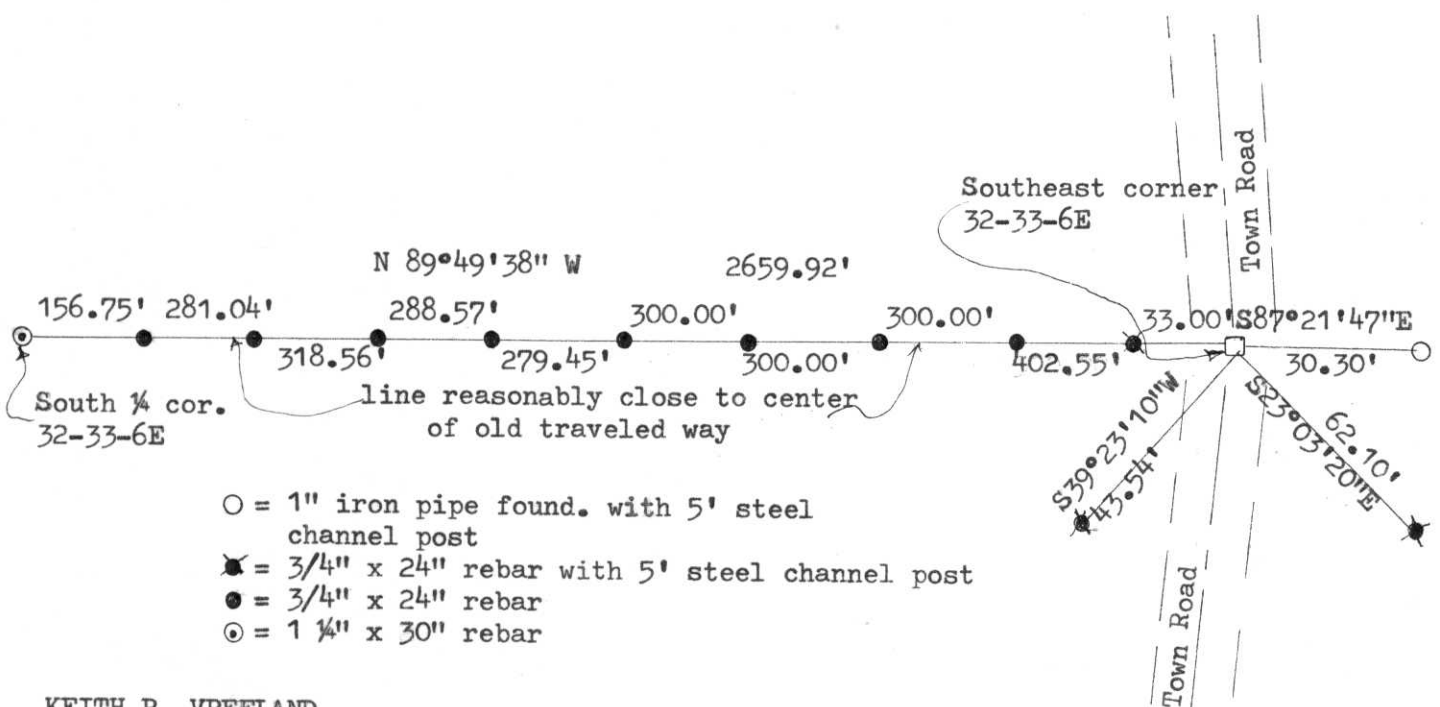 Town Road
Southeast corner
32-33-6E
N 89°49'38" W 2659.92'
156.75' 281.04' 288.57' 300.00' 300.00' 33.00' S87°21'47"E
318.56' 279.45' 300.00' 402.55' 30.30'
South ¼ cor.
32-33-6E
line reasonably close to center
of old traveled way
S39°23'10"W
43.54'
62.10'
S23°03'20"E
○ = 1" iron pipe found. with 5' steel
channel post
= 3/4" x 24" rebar with 5' steel channel post
● = 3/4" x 24" rebar
⊙ = 1 ¼" x 30" rebar
Town Road
KEITH R. VREELAND